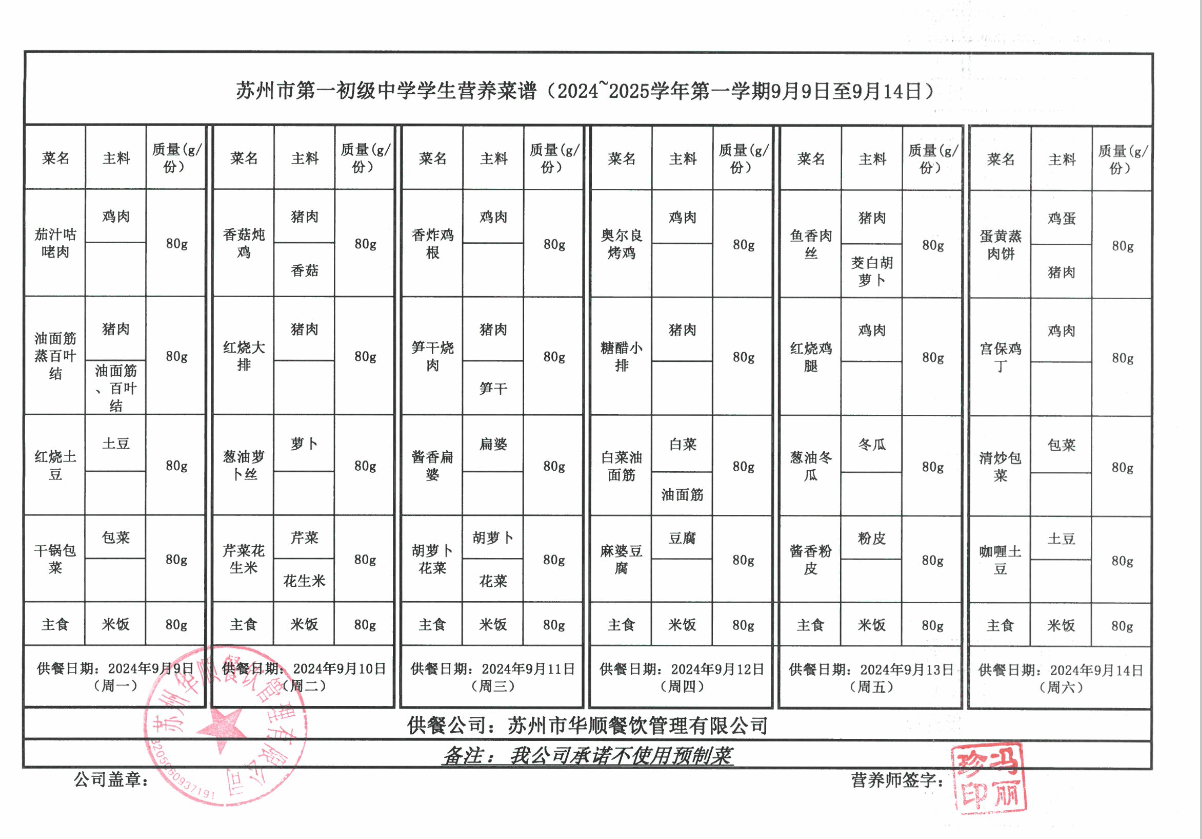 苏州市第一初级中学学生营养菜谱（2024~2025学年第一学期9月9日至9月14日）
菜名 主料 质量(g/份) 菜名 主料 质量(g/份) 菜名 主料 质量(g/份) 菜名 主料 质量(g/份) 菜名 主料 质量(g/份) 菜名 主料 质量(g/份)
茄汁咕咾肉 鸡肉 80g 香菇炖鸡 猪肉 香菇 80g 香炸鸡根 鸡肉 80g 奥尔良烤鸡 鸡肉 80g 鱼香肉丝 猪肉 茭白胡萝卜 80g 蛋黄蒸肉饼 鸡蛋 猪肉 80g
油面筋蒸百叶结 猪肉 油面筋、百叶结 80g 红烧大排 猪肉 80g 笋干烧肉 猪肉 笋干 80g 糖醋小排 猪肉 80g 红烧鸡腿 鸡肉 80g 宫保鸡丁 鸡肉 80g
红烧土豆 土豆 80g 葱油萝卜丝 萝卜 80g 酱香扁婆 扁婆 80g 白菜油面筋 白菜 油面筋 80g 葱油冬瓜 冬瓜 80g 清炒包菜 包菜 80g
干锅包菜 包菜 80g 芹菜花生米 芹菜 花生米 80g 胡萝卜花菜 胡萝卜 花菜 80g 麻婆豆腐 豆腐 80g 酱香粉皮 粉皮 80g 咖喱土豆 土豆 80g
主食 米饭 80g 主食 米饭 80g 主食 米饭 80g 主食 米饭 80g 主食 米饭 80g 主食 米饭 80g
供餐日期：2024年9月9日（周一） 供餐日期：2024年9月10日（周二） 供餐日期：2024年9月11日（周三） 供餐日期：2024年9月12日（周四） 供餐日期：2024年9月13日（周五） 供餐日期：2024年9月14日（周六）
供餐公司：苏州市华顺餐饮管理有限公司
备注：我公司承诺不使用预制菜
公司盖章： 营养师签字：
苏州华顺餐饮管理有限公司
3205080937191
冯丽珍印